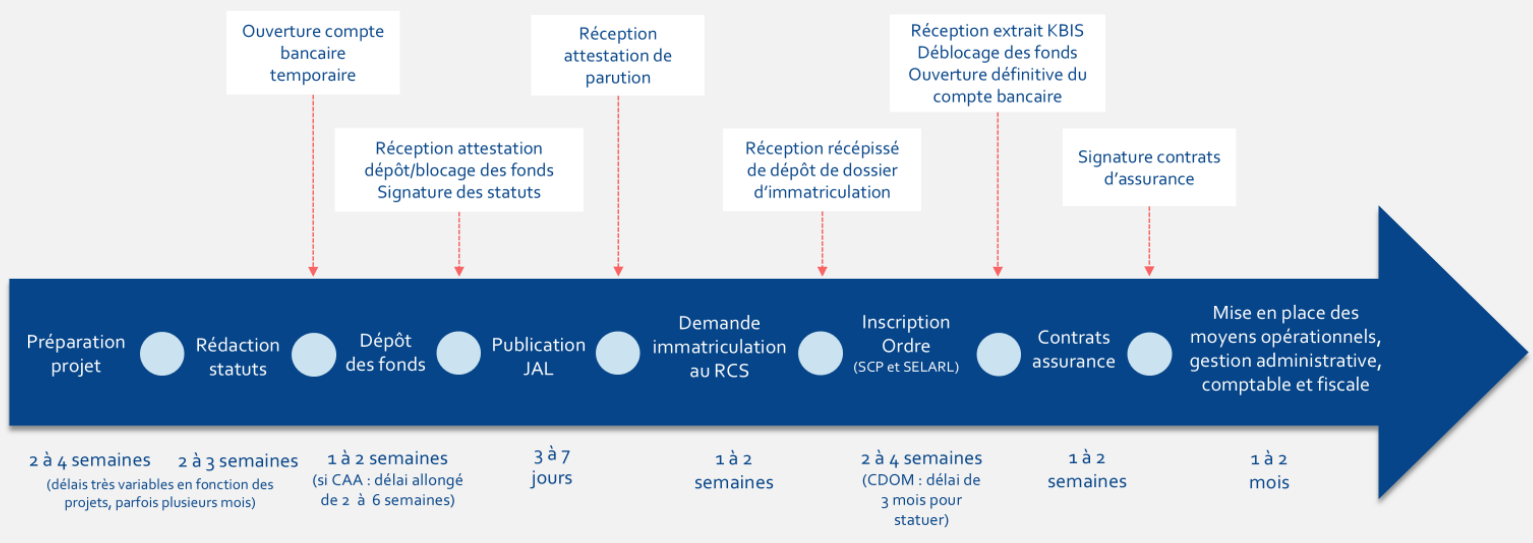 Ouverture compte
bancaire
temporaire
Réception
attestation de
parution
Réception extrait KBIS
Déblocage des fonds
Ouverture définitive du
compte bancaire
Réception attestation
dépôt/blocage des fonds
Signature des statuts
Réception récépissé
de dépôt de dossier
d'immatriculation
Signature contrats
d'assurance
Préparation
projet
Rédaction
statuts
Dépôt
des fonds
Publication
JAL
Demande
immatriculation
au RCS
Inscription
Ordre
(SCP et SELARL)
Contrats
assurance
Mise en place des
moyens opérationnels,
gestion administrative,
comptable et fiscale
2 à 4 semaines
2 à 3 semaines
(délais très variables en fonction des
projets, parfois plusieurs mois)
1 à 2 semaines
(si CAA : délai allongé
de 2 à 6 semaines)
3 à 7
jours
1 à 2
semaines
2 à 4 semaines
(CDOM : délai de
3 mois pour
statuer)
1 à 2
semaines
1 à 2
mois